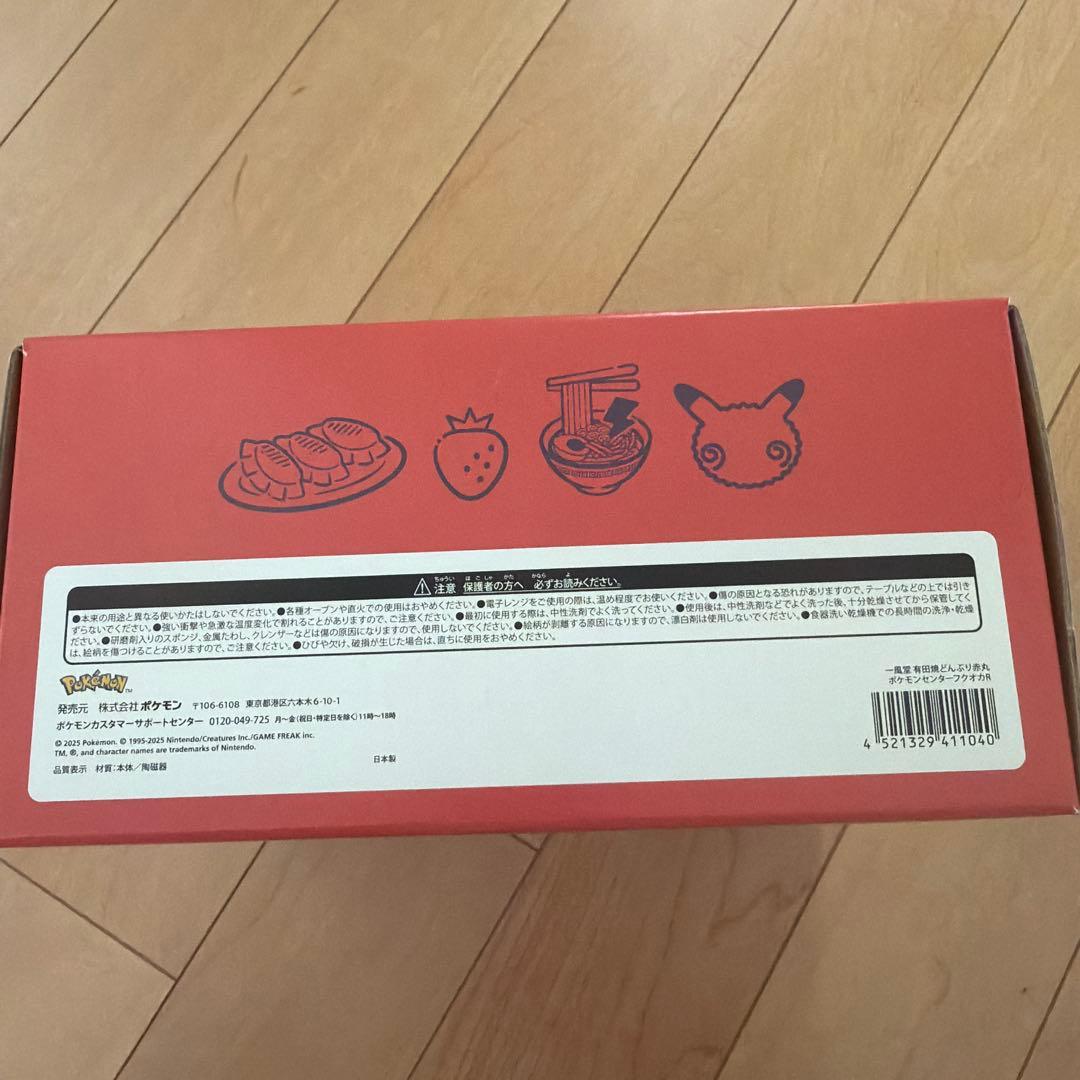 ⚠注意 保護者の方へ 必ずお読みください。
●本来の用途と異なる使いかたはしないでください。●各種オーブンや直火での使用はおやめください。●電子レンジをご使用の際は、温め程度でお使いください。●傷の原因となる恐れがありますので、テーブルなどの上では引き
ずらないでください。●強い衝撃や急激な温度変化で割れることがありますので、ご注意ください。●最初に使用する際は、中性洗剤でよく洗ってください。●使用後は、中性洗剤などでよく洗った後、十分乾燥させてから保管してく
ださい。●研磨剤入りのスポンジ、金属たわし、クレンザーなどは傷の原因になりますので、使用しないでください。●絵柄が剥離する原因になりますので、漂白剤は使用しないでください。●食器洗い乾燥機での長時間の洗浄・乾燥
は、絵柄を傷つけることがありますので、ご注意ください。●ひびや欠け、破損が生じた場合は、直ちに使用をおやめください。
POKéMON™
発売元 株式会社ポケモン 〒106-6108 東京都港区六本木6-10-1
ポケモンカスタマーサポートセンター 0120-049-725 月〜金(祝日・特定日を除く)11時〜18時
© 2025 Pokémon. © 1995-2025 Nintendo/Creatures Inc./GAME FREAK inc.
TM, ®, and character names are trademarks of Nintendo.
品質表示 材質:本体/陶磁器
日本製
一風堂 有田焼どんぶり赤丸
ポケモンセンターフクオカR
4 521329 411040